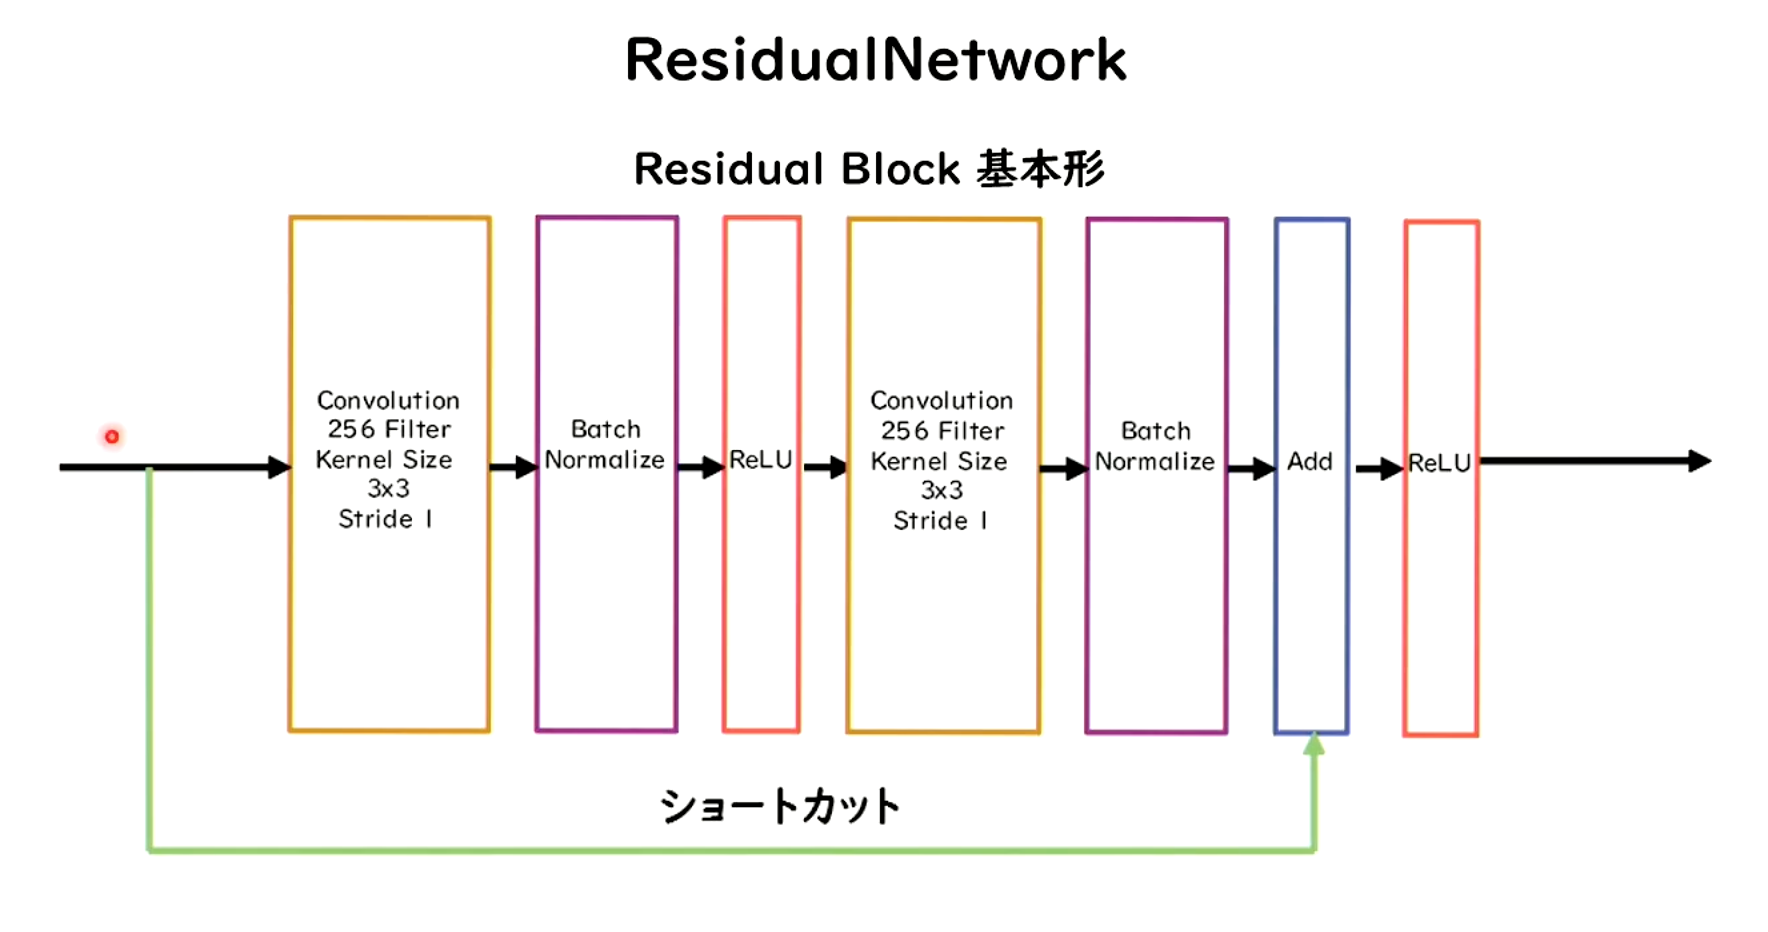 ResidualNetwork
Residual Block 基本形
Convolution
256 Filter
Kernel Size
3x3
Stride 1
Batch
Normalize
ReLU
Convolution
256 Filter
Kernel Size
3x3
Stride 1
Batch
Normalize
Add
ReLU
ショートカット